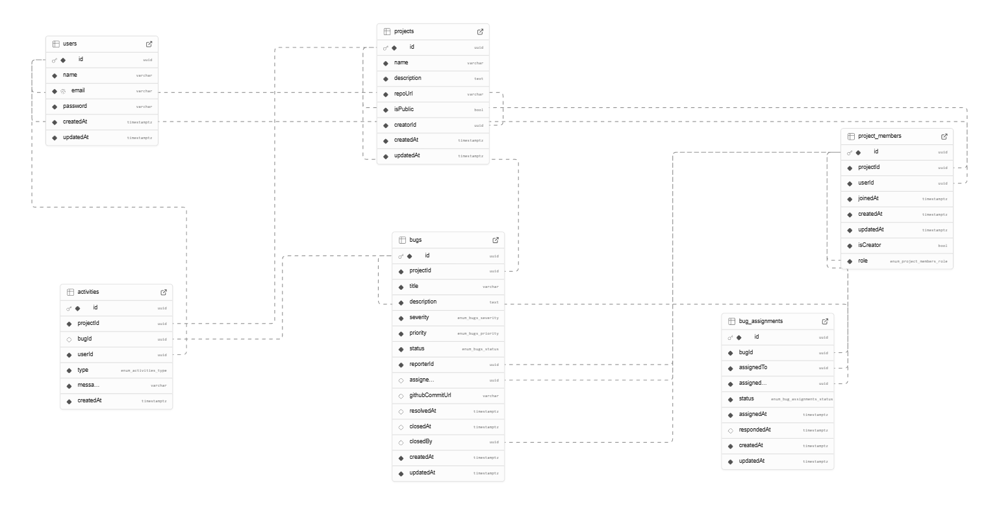 users
id uuid
name varchar
email varchar
password varchar
createdAt timestamptz
updatedAt timestamptz
projects
id uuid
name varchar
description text
repoUrl varchar
isPublic bool
creatorId uuid
createdAt timestamptz
updatedAt timestamptz
project_members
id uuid
projectId uuid
userId uuid
joinedAt timestamptz
createdAt timestamptz
updatedAt timestamptz
isCreator bool
role enum_project_members_role
bugs
id uuid
projectId uuid
title varchar
description text
severity enum_bugs_severity
priority enum_bugs_priority
status enum_bugs_status
reporterId uuid
assigne... uuid
githubCommitUrl varchar
resolvedAt timestamptz
closedAt timestamptz
closedBy uuid
createdAt timestamptz
updatedAt timestamptz
activities
id uuid
projectId uuid
bugId uuid
userId uuid
type enum_activities_type
messa... varchar
createdAt timestamptz
bug_assignments
id uuid
bugId uuid
assignedTo uuid
assigned... uuid
status enum_bug_assignments_status
assignedAt timestamptz
respondedAt timestamptz
createdAt timestamptz
updatedAt timestamptz